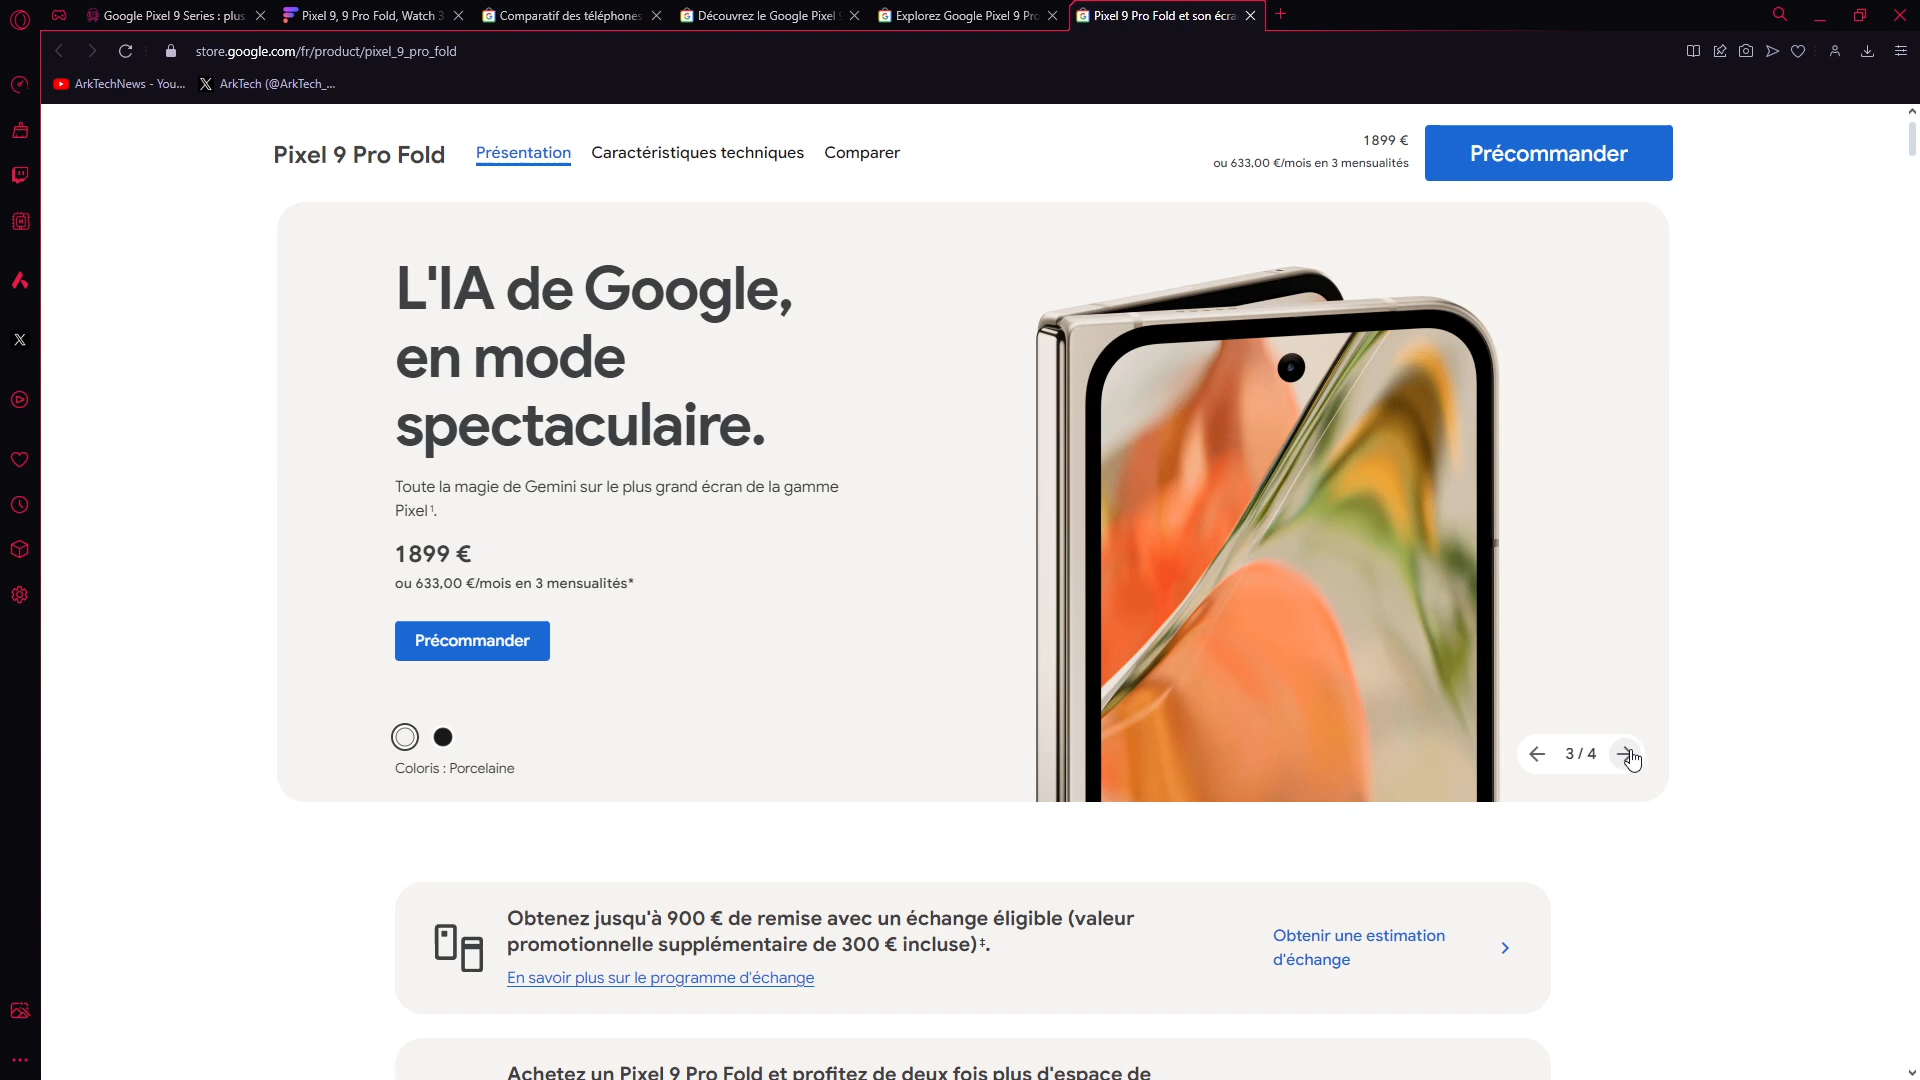 Google Pixel 9 Series : plus
Pixel 9, 9 Pro Fold, Watch 3
Comparatif des téléphones
Découvrez le Google Pixel 9
Explorez Google Pixel 9 Pro
Pixel 9 Pro Fold et son écra
store.google.com/fr/product/pixel_9_pro_fold
ArkTechNews - You...
ArkTech (@ArkTech_...
Pixel 9 Pro Fold
Présentation
Caractéristiques techniques
Comparer
1 899 €
ou 633,00 €/mois en 3 mensualités
Précommander
L'IA de Google,
en mode
spectaculaire.
Toute la magie de Gemini sur le plus grand écran de la gamme
Pixel¹.
1 899 €
ou 633,00 €/mois en 3 mensualités*
Précommander
Coloris : Porcelaine
3 / 4
Obtenez jusqu'à 900 € de remise avec un échange éligible (valeur
promotionnelle supplémentaire de 300 € incluse)‡.
En savoir plus sur le programme d'échange
Obtenir une estimation
d'échange
Achetez un Pixel 9 Pro Fold et profitez de deux fois plus d'espace de